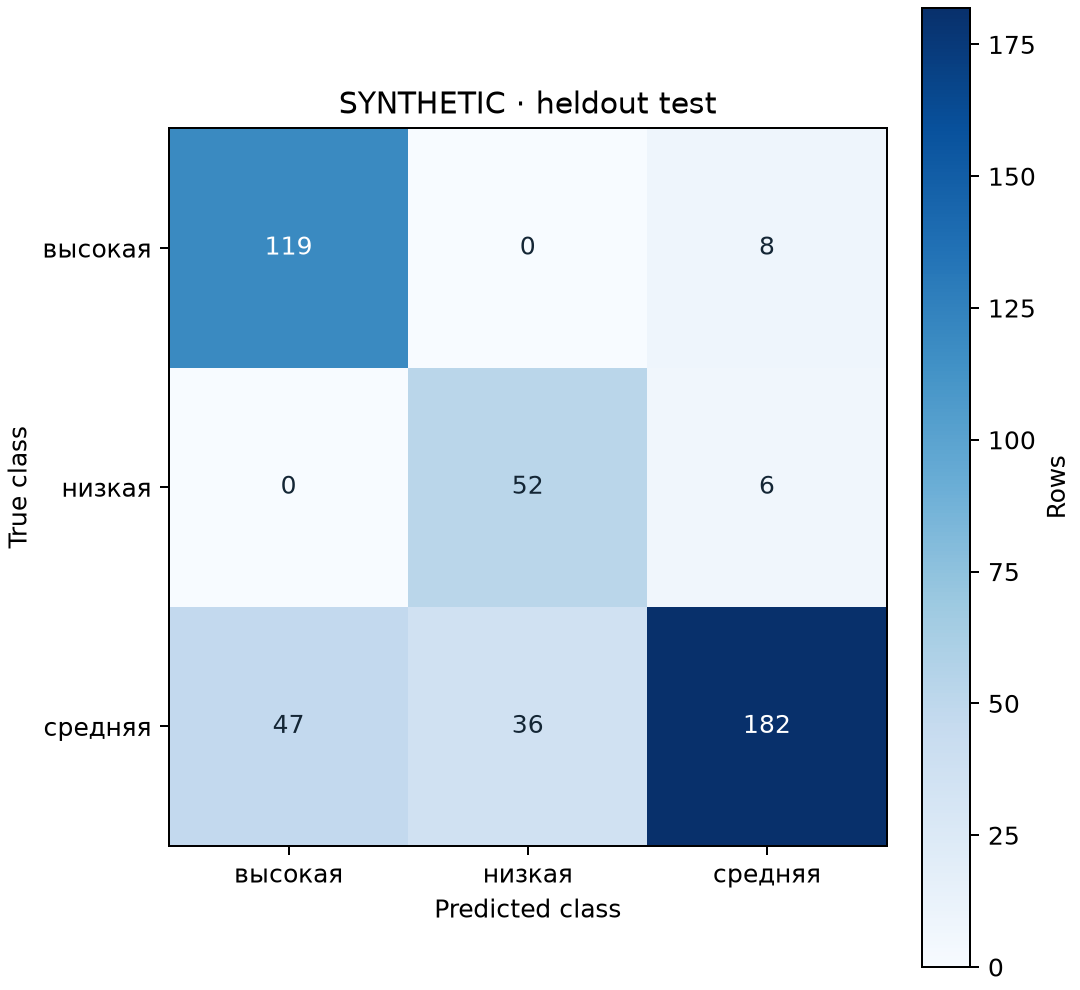 SYNTHETIC · heldout test
высокая
119
0
8
низкая
0
52
6
средняя
47
36
182
высокая
низкая
средняя
Predicted class
True class
175
150
125
100
75
50
25
0
Rows